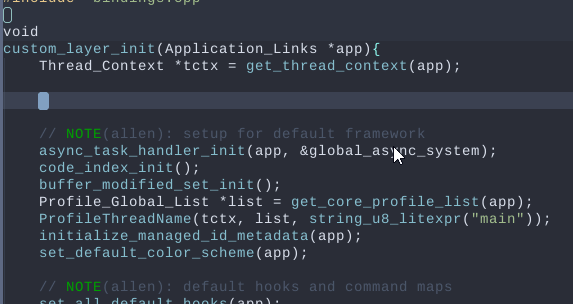 #include "bindings.cpp"
void
custom_layer_init(Application_Links *app){
    Thread_Context *tctx = get_thread_context(app);
    // NOTE(allen): setup for default framework
    async_task_handler_init(app, &global_async_system);
    code_index_init();
    buffer_modified_set_init();
    Profile_Global_List *list = get_core_profile_list(app);
    ProfileThreadName(tctx, list, string_u8_litexpr("main"));
    initialize_managed_id_metadata(app);
    set_default_color_scheme(app);
    // NOTE(allen): default hooks and command maps
    set_all_default_hooks(app);